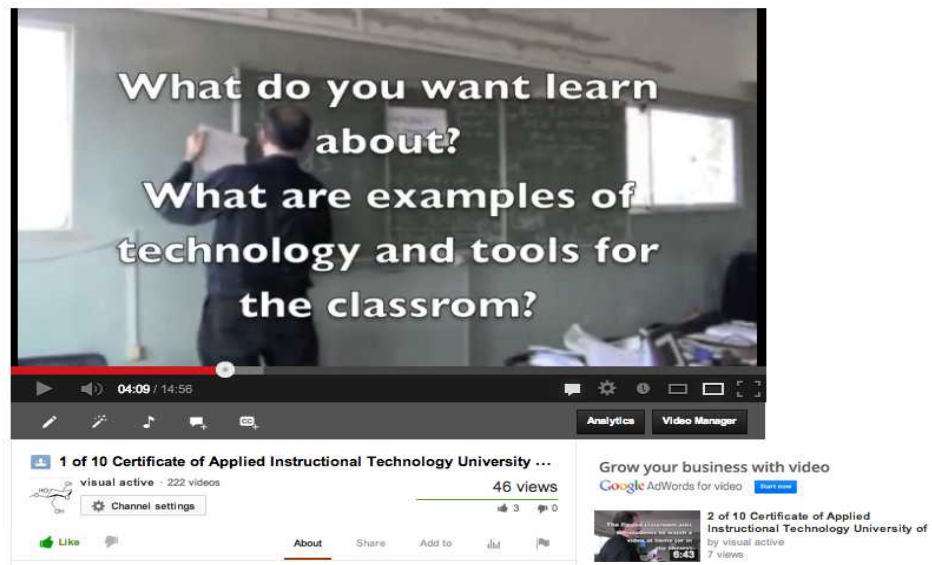 What do you want learn
about?
What are examples of
technology and tools for
the classrom?
04:09 / 14:56
Analytics
Video Manager
1 of 10 Certificate of Applied Instructional Technology University ...
visual active · 222 videos
Channel settings
46 views
3
0
Like
About
Share
Add to
Grow your business with video
Google AdWords for video
Start now
2 of 10 Certificate of Applied
Instructional Technology University of
by visual active
7 views
6:43